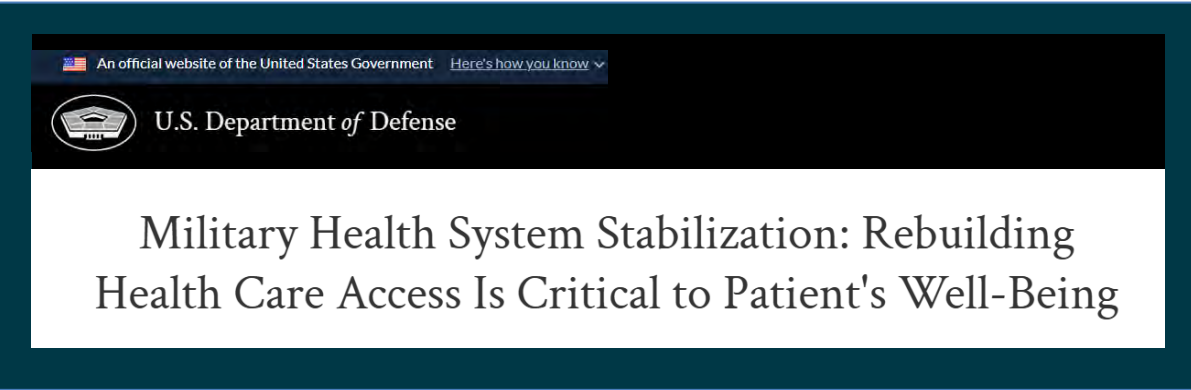 An official website of the United States Government Here's how you know
U.S. Department of Defense
Military Health System Stabilization: Rebuilding
Health Care Access Is Critical to Patient's Well-Being